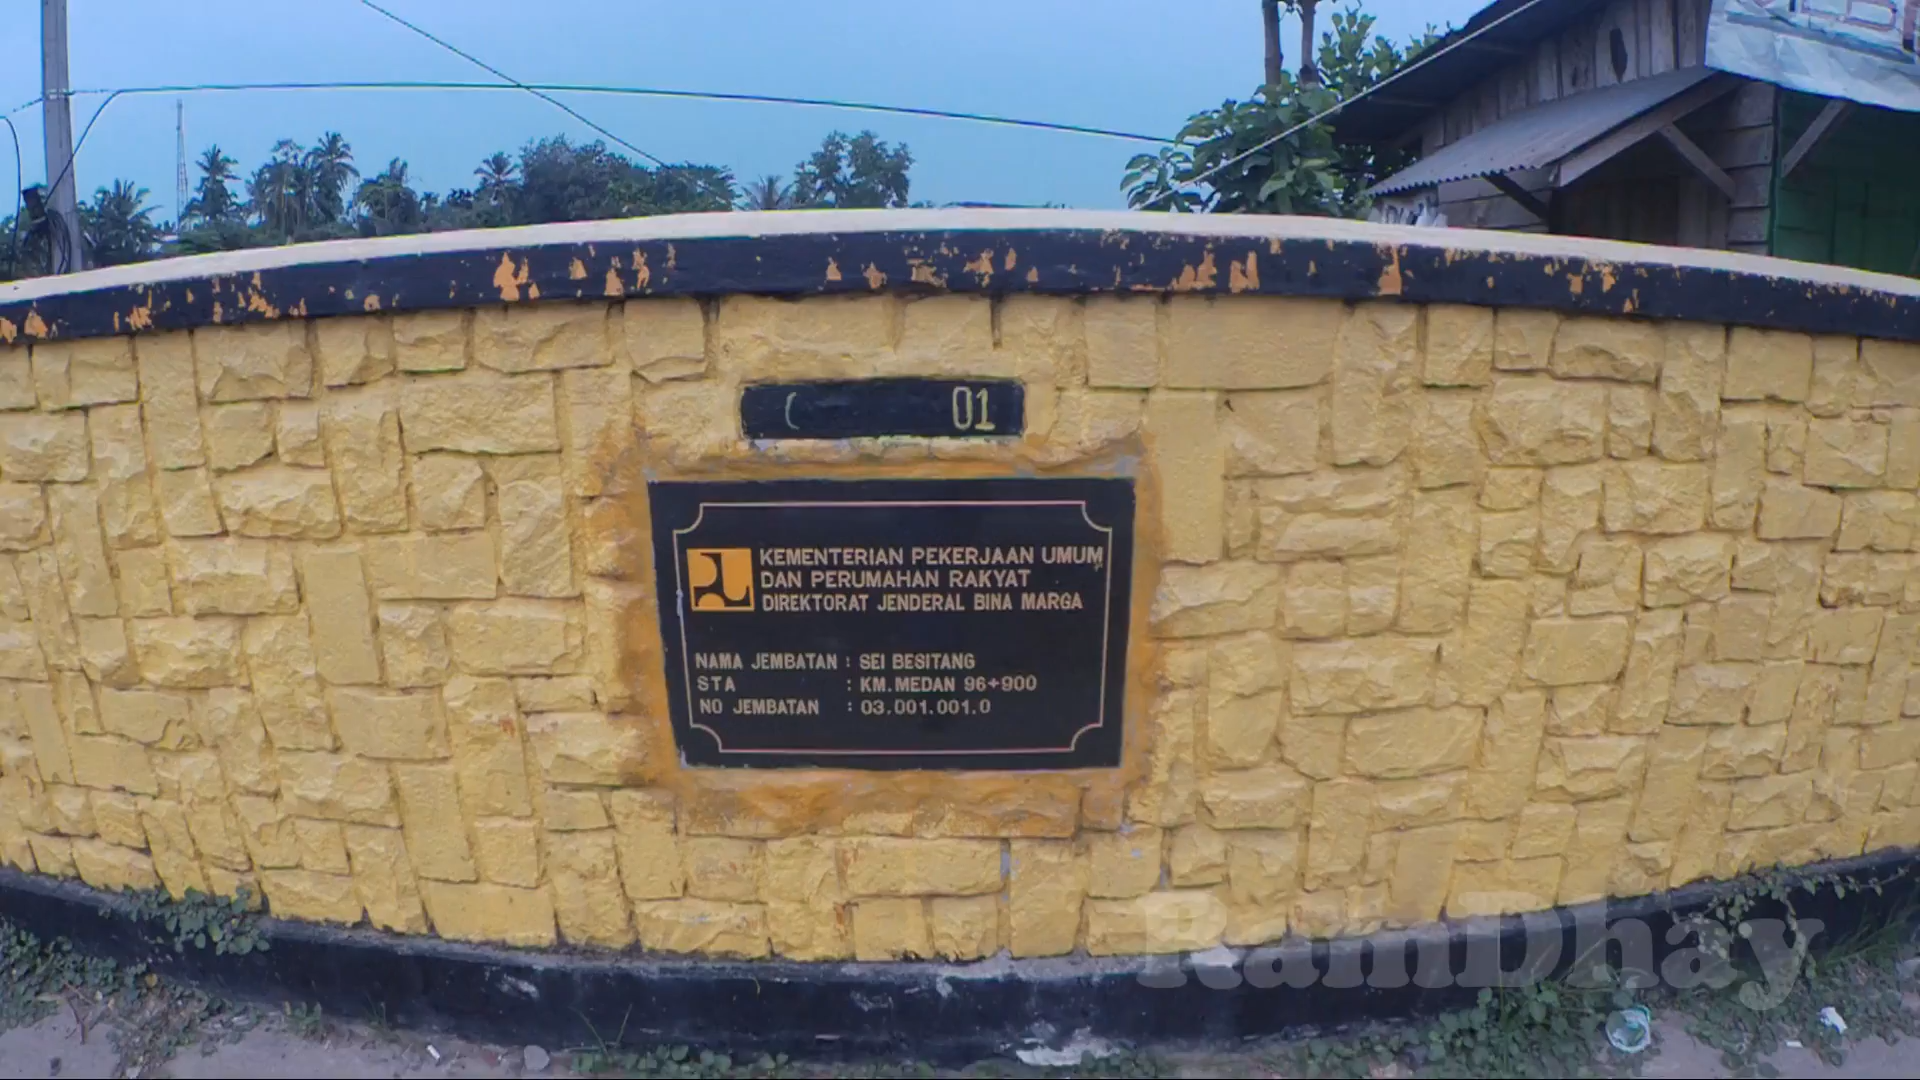 01
KEMENTERIAN PEKERJAAN UMUM
DAN PERUMAHAN RAKYAT
DIREKTORAT JENDERAL BINA MARGA
NAMA JEMBATAN : SEI BESITANG
STA : KM.MEDAN 96+900
NO JEMBATAN : 03.001.001.0
RamDhay